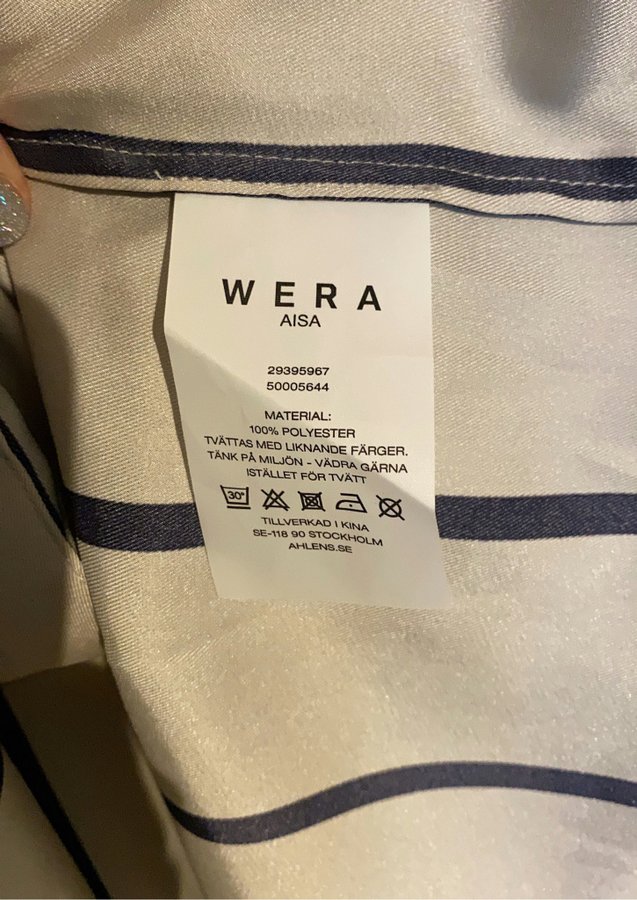 WERA
AISA
29395967
50005644
MATERIAL:
100% POLYESTER
TVÄTTAS MED LIKNANDE FÄRGER.
TÄNK PÅ MILJÖN - VÄDRA GÄRNA
ISTÄLLET FÖR TVÄTT
30°
TILLVERKAD I KINA
SE-118 90 STOCKHOLM
AHLENS.SE